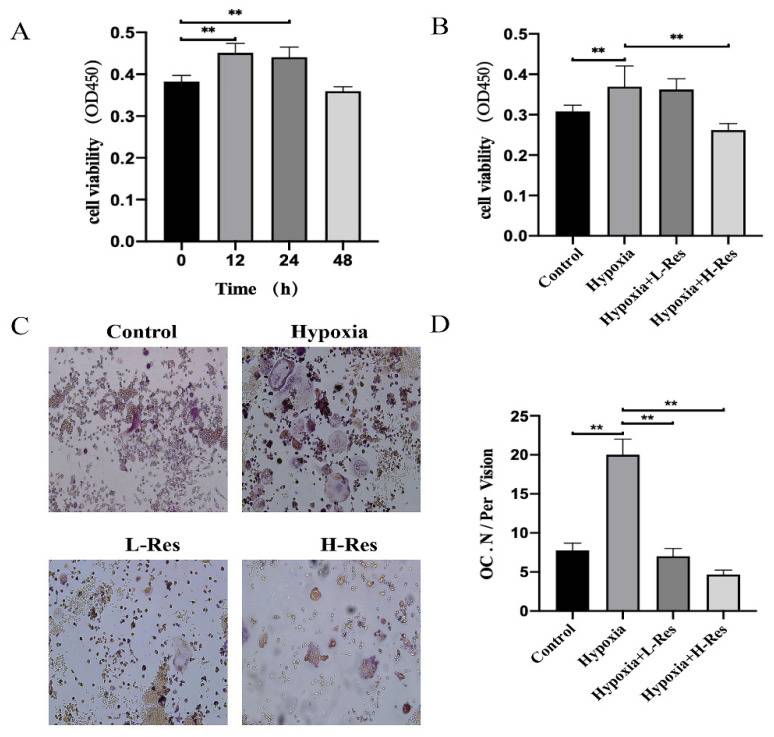 A
cell viability (OD450)
0.5
0.4
0.3
0.2
0.1
0.0
**
**
0 12 24 48
Time (h)
B
cell viability (OD450)
0.5
0.4
0.3
0.2
0.1
0.0
** **
Control Hypoxia Hypoxia+L-Res Hypoxia+H-Res
C
Control Hypoxia
L-Res H-Res
D
OC . N / Per Vision
25
20
15
10
5
0
**
** **
Control Hypoxia Hypoxia+L-Res Hypoxia+H-Res